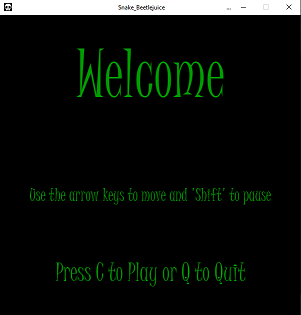 Snake_Beetlejuice
Welcome
Use the arrow keys to move and 'Shift' to pause
Press C to Play or Q to Quit